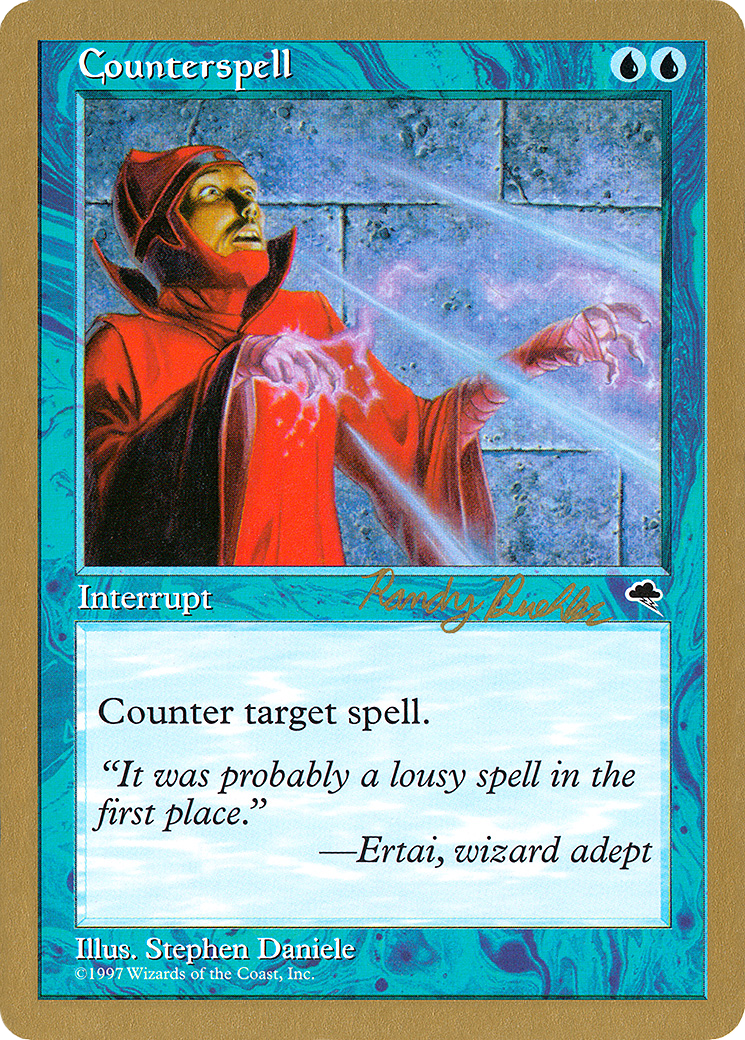 Counterspell
Interrupt
Randy Buehler
Counter target spell.
“It was probably a lousy spell in the
first place.”
—Ertai, wizard adept
Illus. Stephen Daniele
©1997 Wizards of the Coast, Inc.